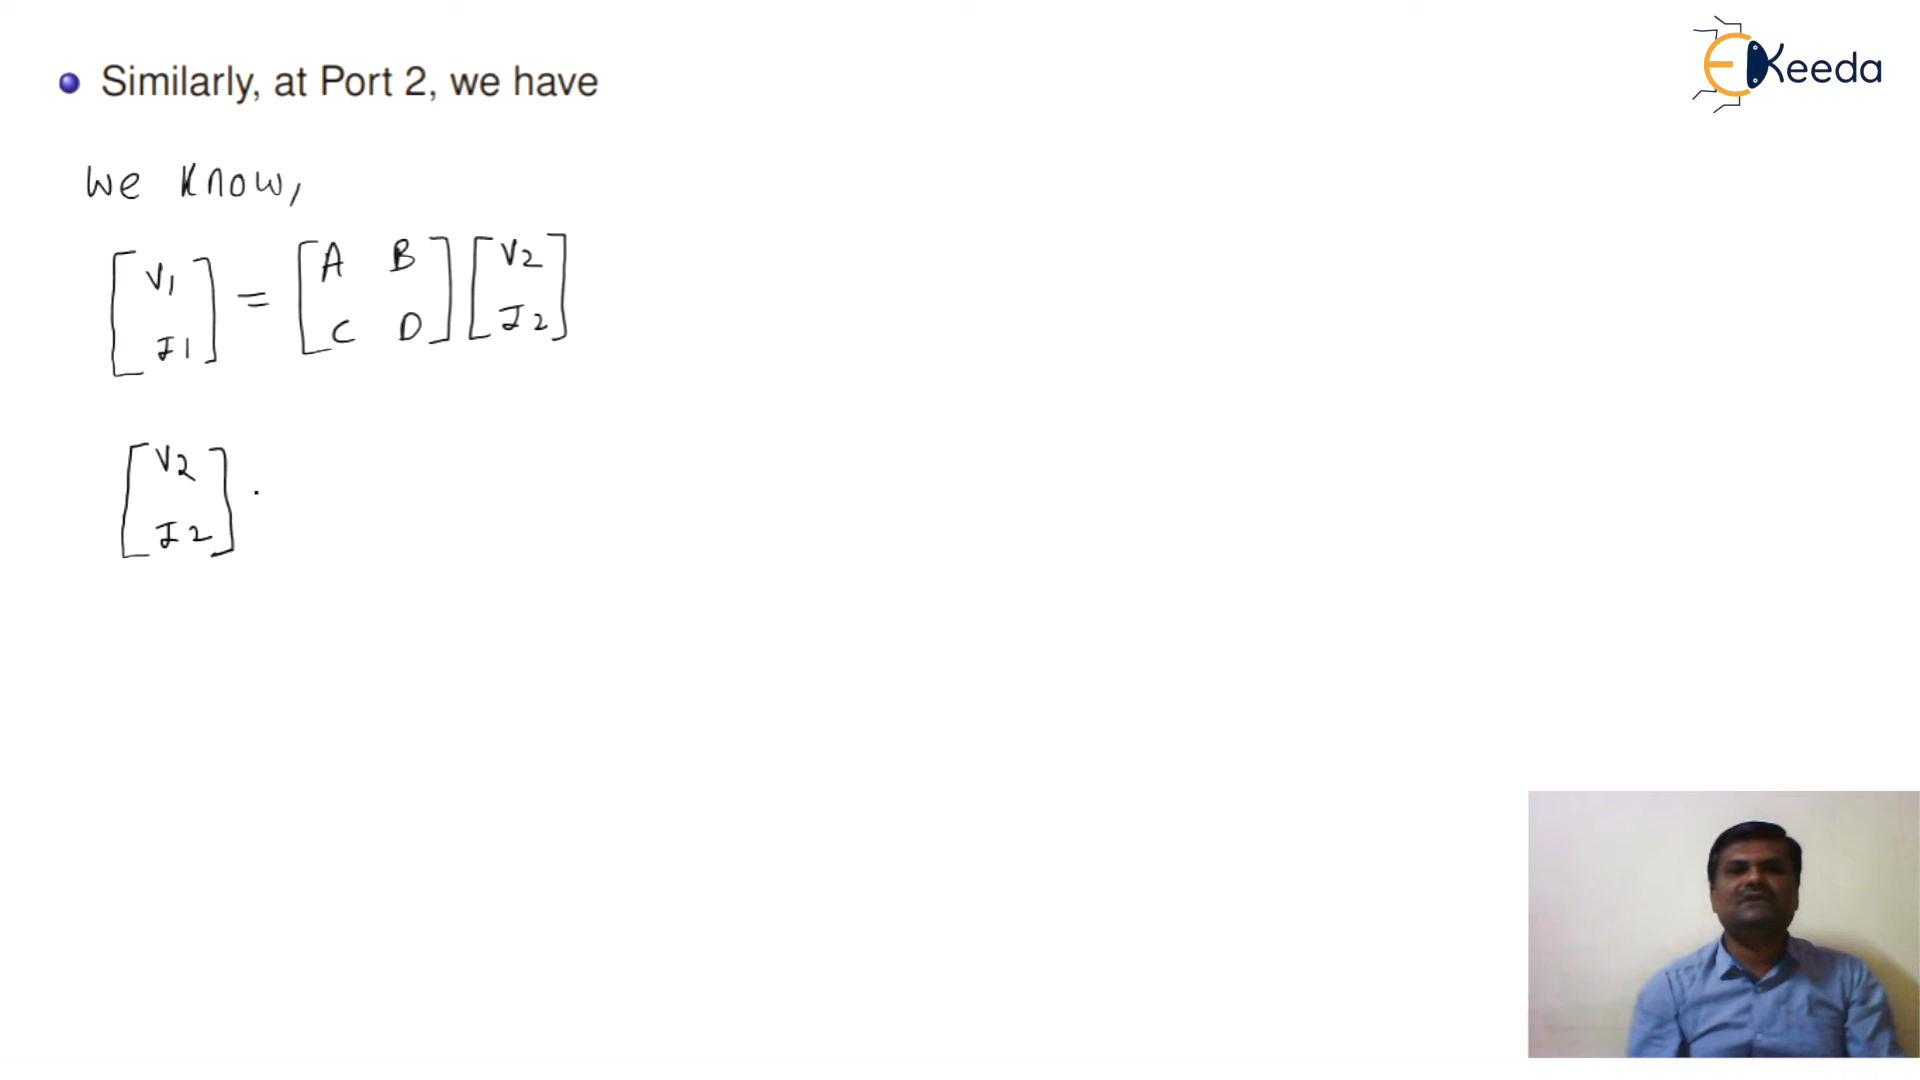 EKeeda
Similarly, at Port 2, we have
We know,
[V1 I1] = [A B C D] [V2 I2]
[V2 I2] .